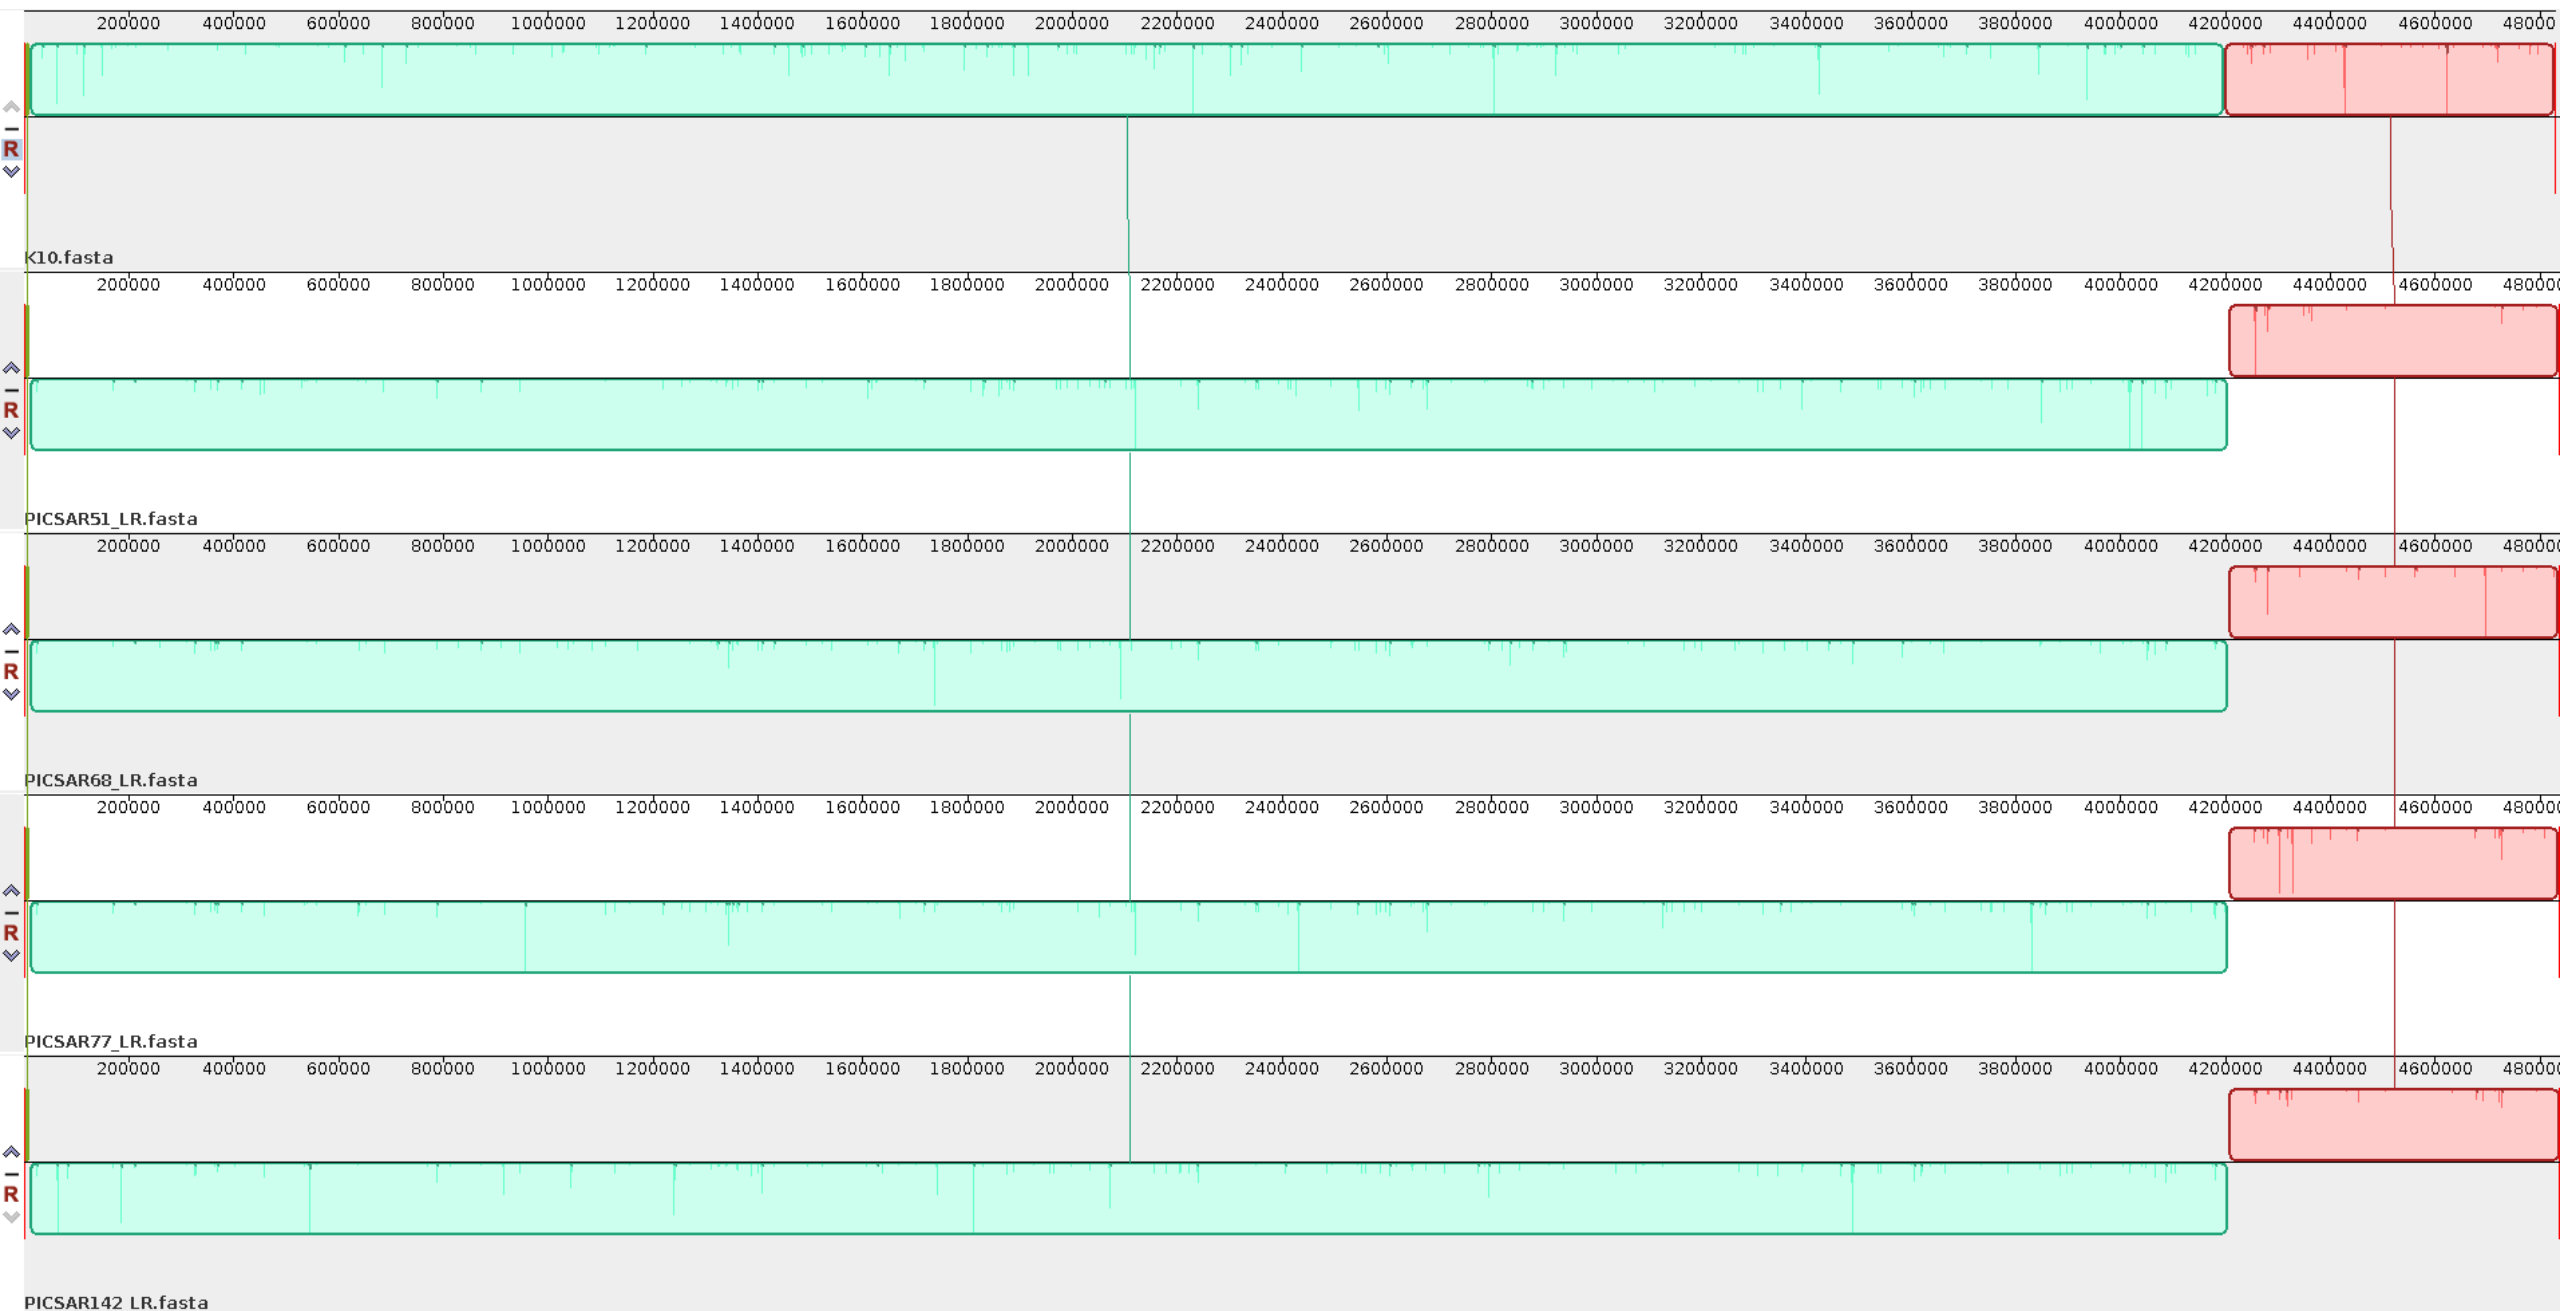 200000 400000 600000 800000 1000000 1200000 1400000 1600000 1800000 2000000 2200000 2400000 2600000 2800000 3000000 3200000 3400000 3600000 3800000 4000000 4200000 4400000 4600000 48000
R
K10.fasta
200000 400000 600000 800000 1000000 1200000 1400000 1600000 1800000 2000000 2200000 2400000 2600000 2800000 3000000 3200000 3400000 3600000 3800000 4000000 4200000 4400000 4600000 48000
R
PICSAR51_LR.fasta
200000 400000 600000 800000 1000000 1200000 1400000 1600000 1800000 2000000 2200000 2400000 2600000 2800000 3000000 3200000 3400000 3600000 3800000 4000000 4200000 4400000 4600000 48000
R
PICSAR68_LR.fasta
200000 400000 600000 800000 1000000 1200000 1400000 1600000 1800000 2000000 2200000 2400000 2600000 2800000 3000000 3200000 3400000 3600000 3800000 4000000 4200000 4400000 4600000 48000
R
PICSAR77_LR.fasta
200000 400000 600000 800000 1000000 1200000 1400000 1600000 1800000 2000000 2200000 2400000 2600000 2800000 3000000 3200000 3400000 3600000 3800000 4000000 4200000 4400000 4600000 48000
R
PICSAR142_LR.fasta